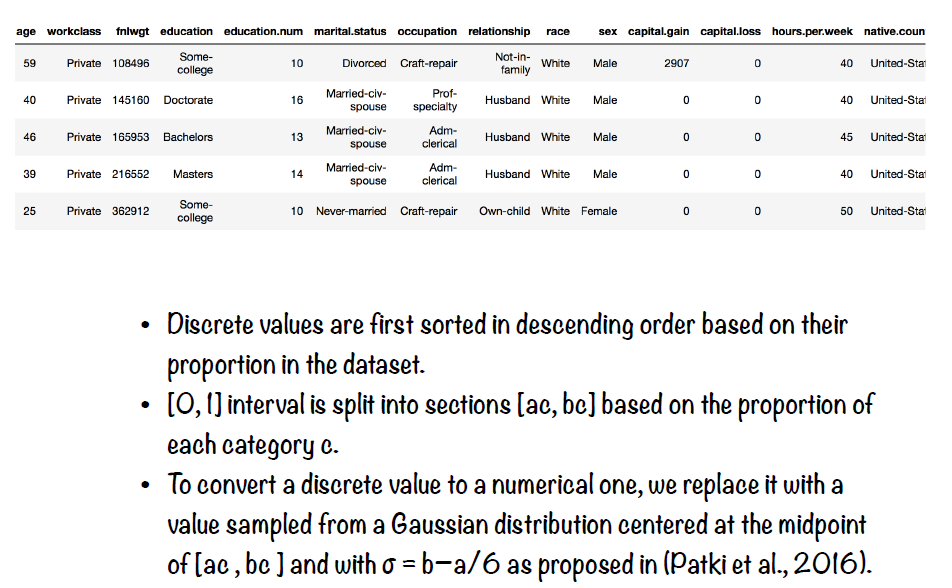 age workclass fnlwgt education education.num marital.status occupation relationship race sex capital.gain capital.loss hours.per.week native.coun
59 Private 108496 Some-college 10 Divorced Craft-repair Not-in-family White Male 2907 0 40 United-Sta
40 Private 145160 Doctorate 16 Married-civ-spouse Prof-specialty Husband White Male 0 0 40 United-Sta
46 Private 165953 Bachelors 13 Married-civ-spouse Adm-clerical Husband White Male 0 0 45 United-Sta
39 Private 216552 Masters 14 Married-civ-spouse Adm-clerical Husband White Male 0 0 40 United-Sta
25 Private 362912 Some-college 10 Never-married Craft-repair Own-child White Female 0 0 50 United-Sta
• Discrete values are first sorted in descending order based on their
proportion in the dataset.
• [0, 1] interval is split into sections [ac, bc] based on the proportion of
each category c.
• To convert a discrete value to a numerical one, we replace it with a
value sampled from a Gaussian distribution centered at the midpoint
of [ac , bc ] and with σ = b−a/6 as proposed in (Patki et al., 2016).